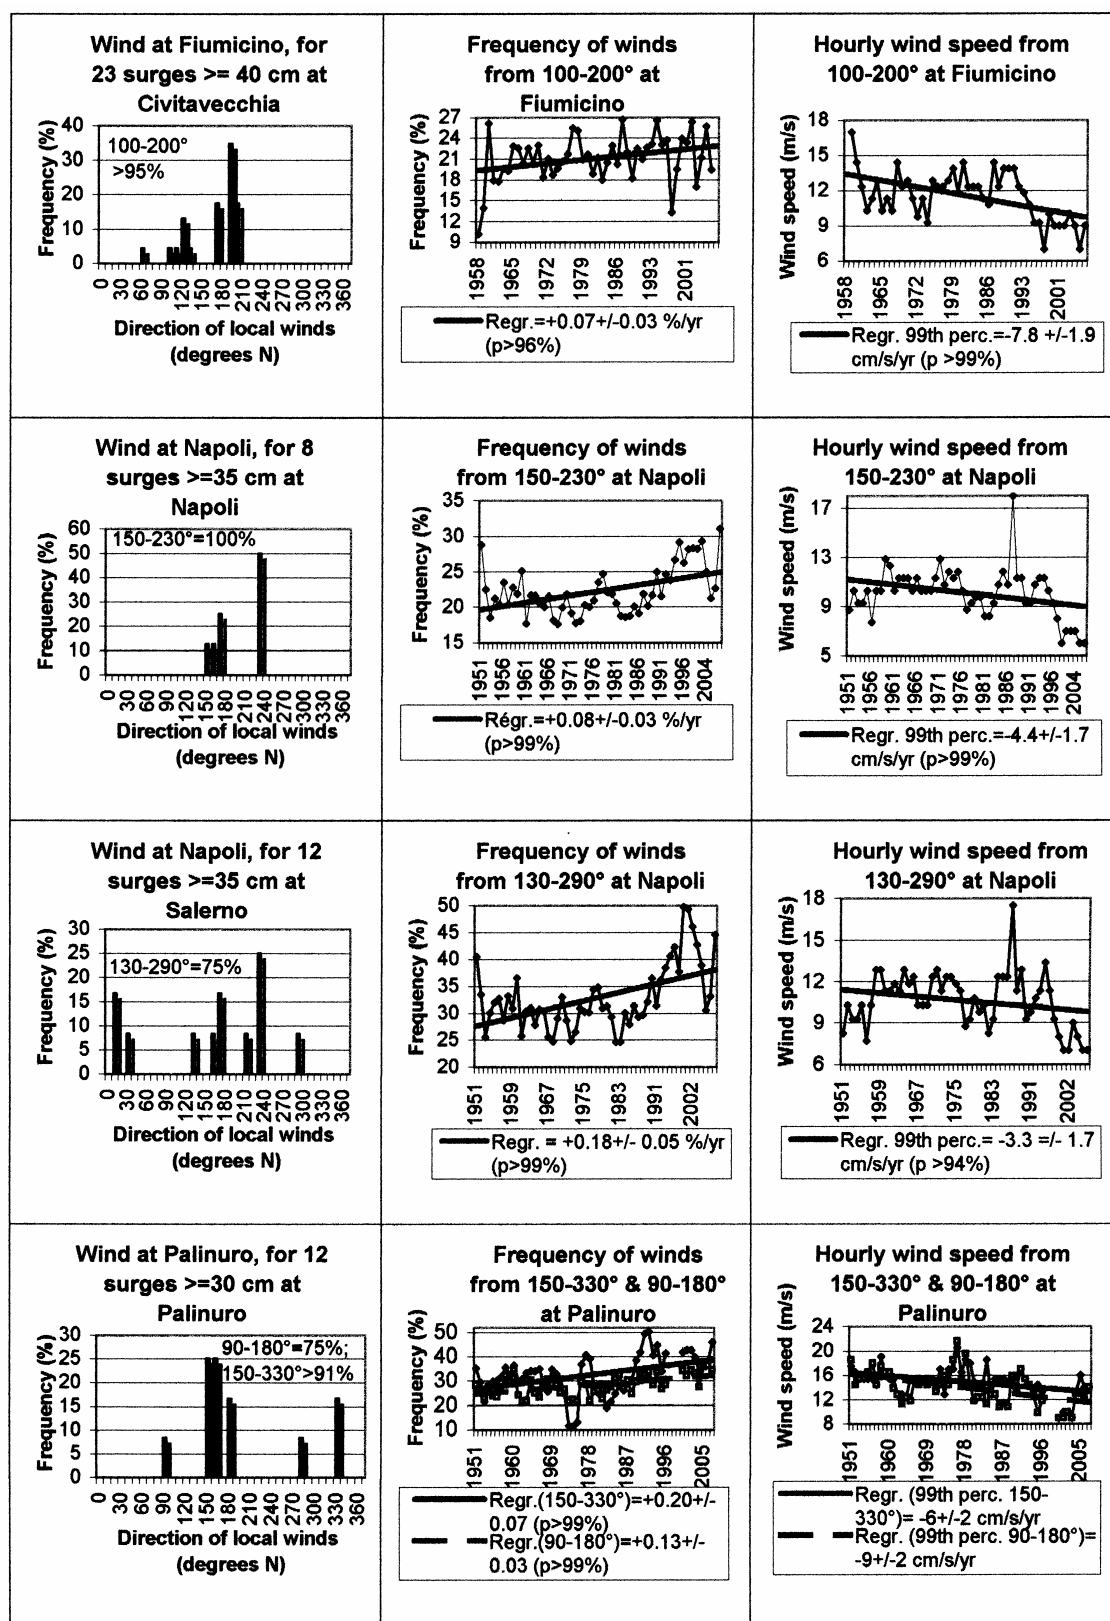 Wind at Fiumicino, for
23 surges >= 40 cm at
Civitavecchia
Frequency (%)
40
30
20
10
0
100-200°
>95%
0 30 60 90 120 150 180 210 240 270 300 330 360
Direction of local winds
(degrees N)
Frequency of winds
from 100-200° at
Fiumicino
Frequency (%)
27
24
21
18
15
12
9
1958 1965 1972 1979 1986 1993 2001
Regr.=+0.07+/-0.03 %/yr
(p>96%)
Hourly wind speed from
100-200° at Fiumicino
Wind speed (m/s)
18
15
12
9
6
1958 1965 1972 1979 1986 1993 2001
Regr. 99th perc.=-7.8 +/-1.9
cm/s/yr (p >99%)
Wind at Napoli, for 8
surges >=35 cm at
Napoli
Frequency (%)
60
50
40
30
20
10
0
150-230°=100%
0 30 60 90 120 150 180 210 240 270 300 330 360
Direction of local winds
(degrees N)
Frequency of winds
from 150-230° at Napoli
Frequency (%)
35
30
25
20
15
1951 1956 1961 1966 1971 1976 1981 1986 1991 1996 2004
Régr.=+0.08+/-0.03 %/yr
(p>99%)
Hourly wind speed from
150-230° at Napoli
Wind speed (m/s)
17
13
9
5
1951 1956 1961 1966 1971 1976 1981 1986 1991 1996 2004
Regr. 99th perc.=-4.4+/-1.7
cm/s/yr (p>99%)
Wind at Napoli, for 12
surges >=35 cm at
Salerno
Frequency (%)
30
25
20
15
10
5
0
130-290°=75%
0 30 60 90 120 150 180 210 240 270 300 330 360
Direction of local winds
(degrees N)
Frequency of winds
from 130-290° at Napoli
Frequency (%)
50
45
40
35
30
25
20
1951 1959 1967 1975 1983 1991 2002
Regr. = +0.18+/- 0.05 %/yr
(p>99%)
Hourly wind speed from
130-290° at Napoli
Wind speed (m/s)
18
15
12
9
6
1951 1959 1967 1975 1983 1991 2002
Regr. 99th perc.= -3.3 =/- 1.7
cm/s/yr (p >94%)
Wind at Palinuro, for 12
surges >=30 cm at
Palinuro
Frequency (%)
30
25
20
15
10
5
0
90-180°=75%;
150-330°>91%
0 30 60 90 120 150 180 210 240 270 300 330 360
Direction of local winds
(degrees N)
Frequency of winds
from 150-330° & 90-180°
at Palinuro
Frequency (%)
50
40
30
20
10
1951 1960 1969 1978 1987 1996 2005
Regr.(150-330°)=+0.20+/-
0.07 (p>99%)
Regr.(90-180°)=+0.13+/-
0.03 (p>99%)
Hourly wind speed from
150-330° & 90-180° at
Palinuro
Wind speed (m/s)
24
20
16
12
8
1951 1960 1969 1978 1987 1996 2005
Regr. (99th perc. 150-
330°)= -6+/-2 cm/s/yr
Regr. (99th perc. 90-180°)=
-9+/-2 cm/s/yr